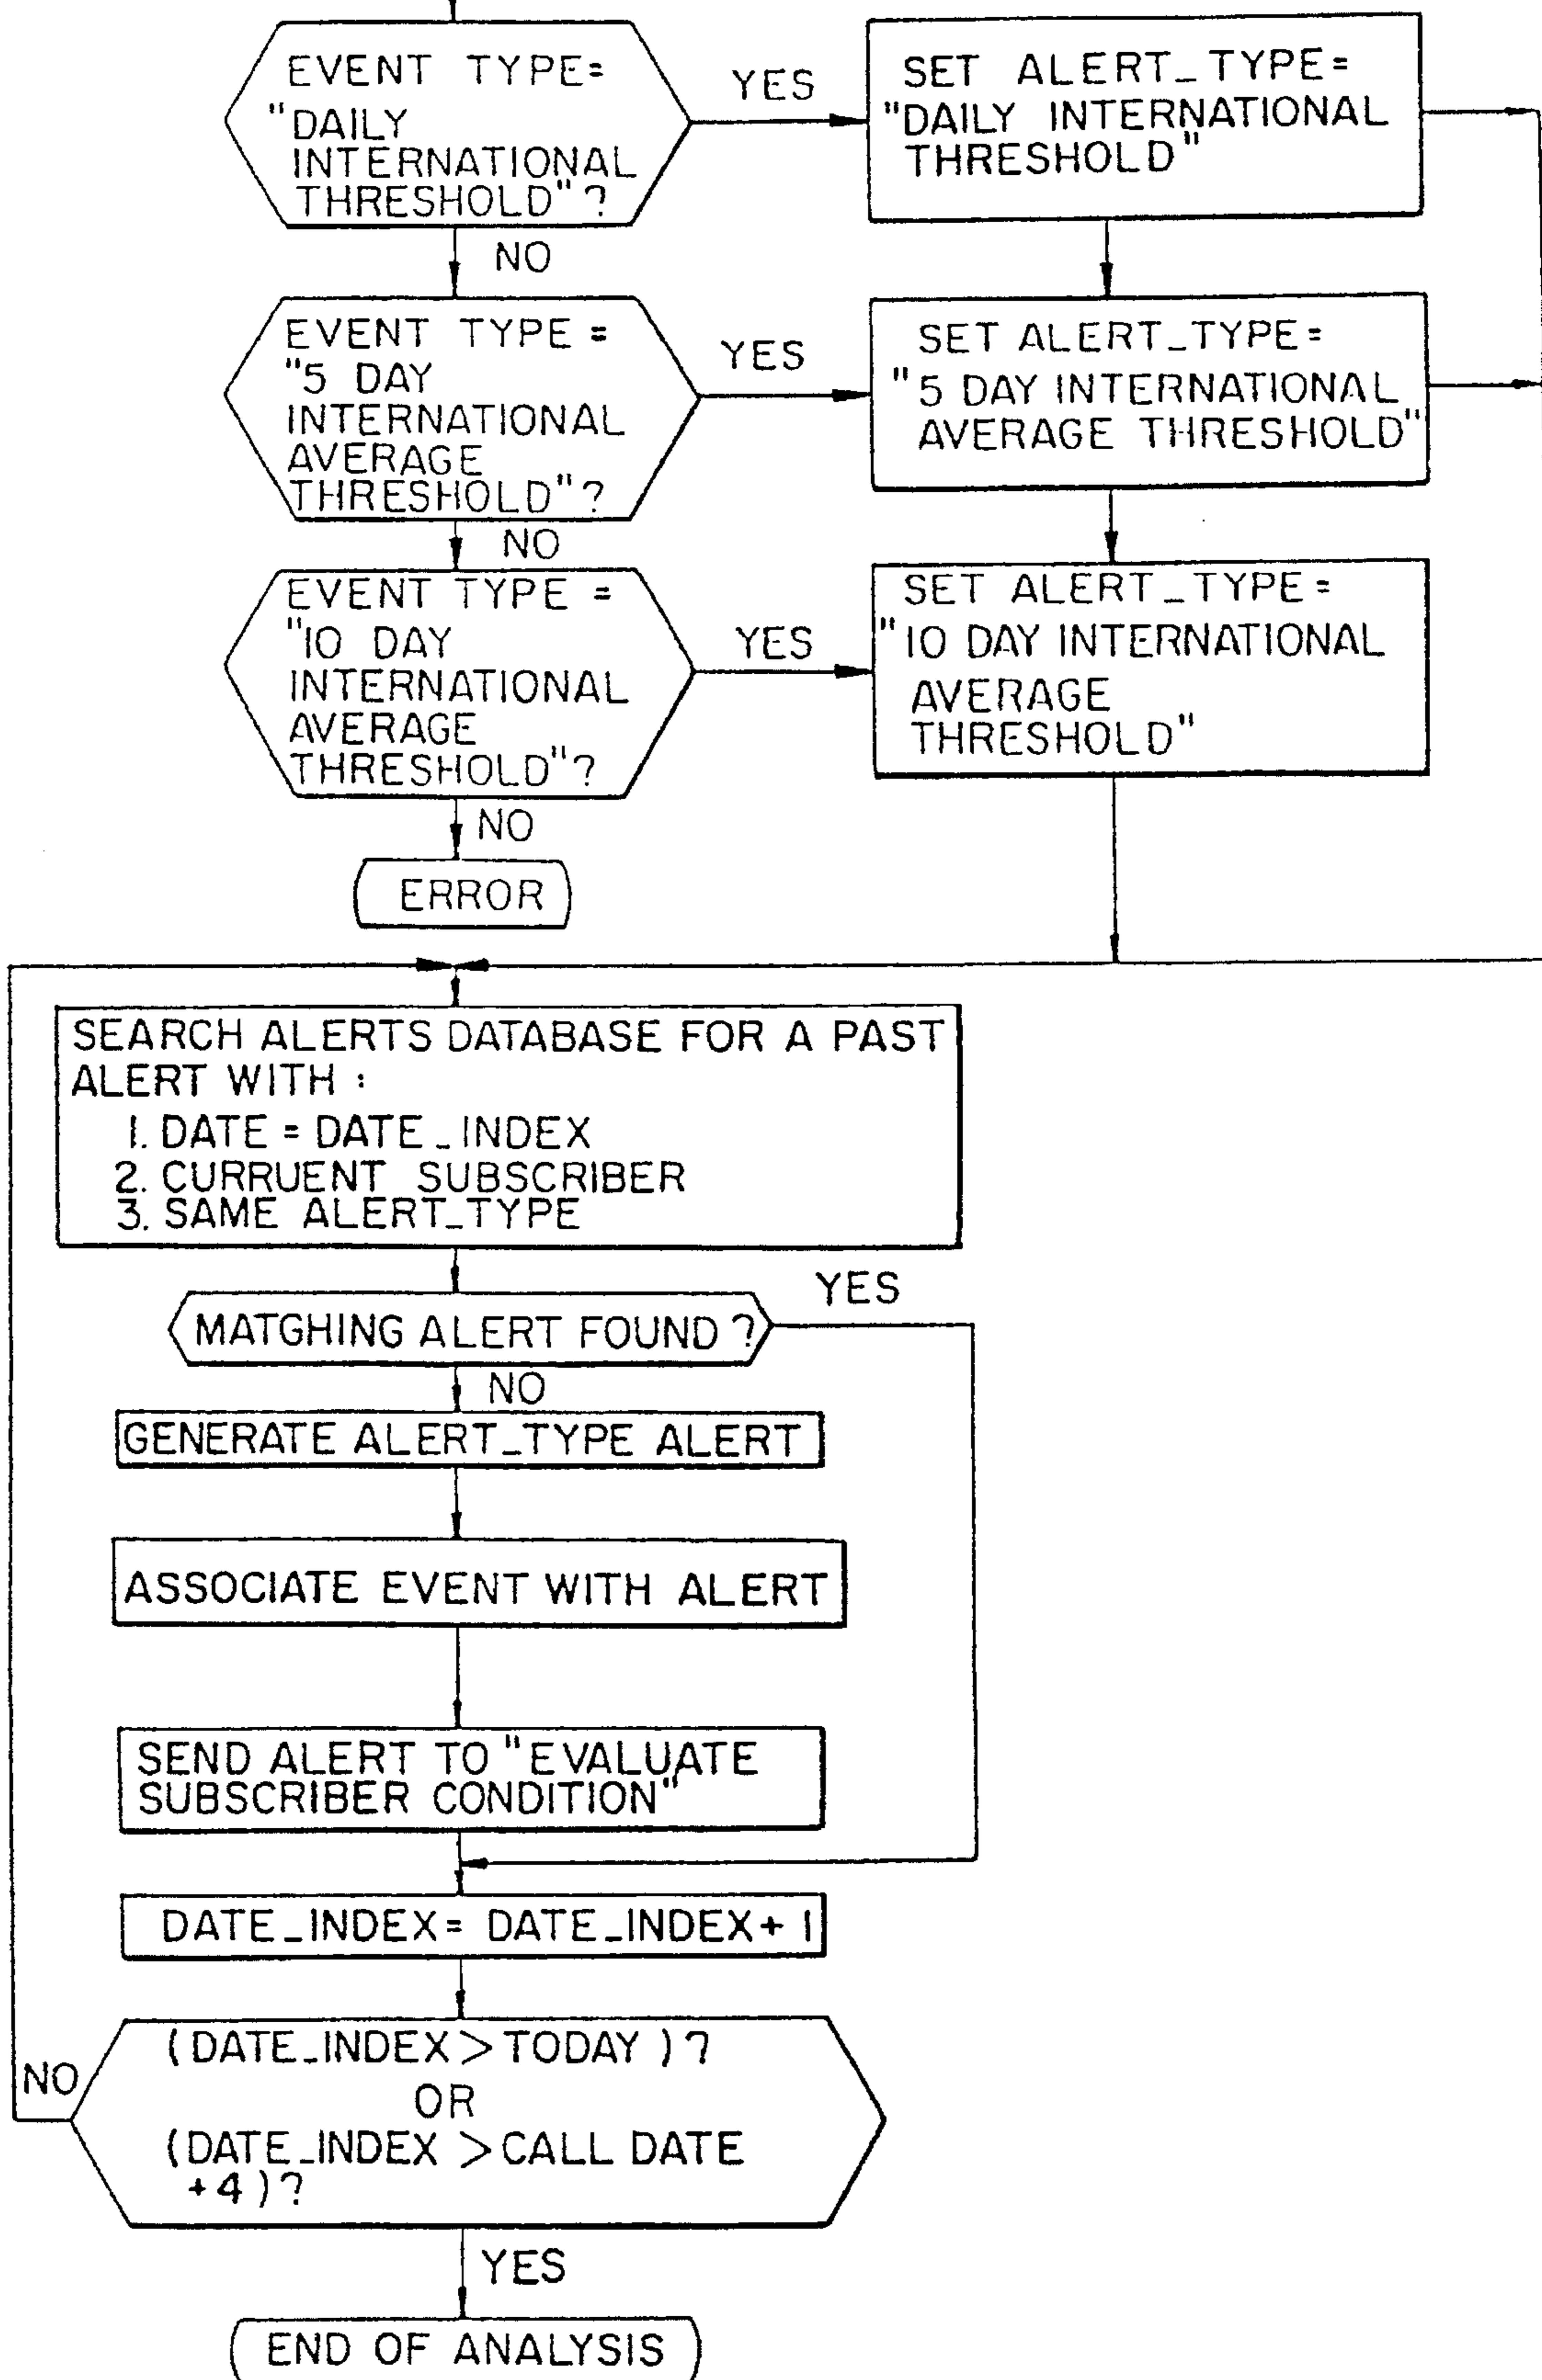 EVENT TYPE=
"DAILY
INTERNATIONAL
THRESHOLD"?
YES
SET ALERT_TYPE=
"DAILY INTERNATIONAL
THRESHOLD"
NO
EVENT TYPE =
"5 DAY
INTERNATIONAL
AVERAGE
THRESHOLD"?
YES
SET ALERT_TYPE=
"5 DAY INTERNATIONAL
AVERAGE THRESHOLD"
NO
EVENT TYPE =
"10 DAY
INTERNATIONAL
AVERAGE
THRESHOLD"?
YES
SET ALERT_TYPE=
"10 DAY INTERNATIONAL
AVERAGE
THRESHOLD"
NO
ERROR
SEARCH ALERTS DATABASE FOR A PAST
ALERT WITH :
1. DATE = DATE_INDEX
2. CURRUENT SUBSCRIBER
3. SAME ALERT_TYPE
YES
MATGHING ALERT FOUND ?
NO
GENERATE ALERT_TYPE ALERT
ASSOCIATE EVENT WITH ALERT
SEND ALERT TO "EVALUATE
SUBSCRIBER CONDITION"
DATE_INDEX= DATE_INDEX+ 1
(DATE_INDEX > TODAY )?
NO
OR
(DATE_INDEX > CALL DATE
+4)?
YES
END OF ANALYSIS